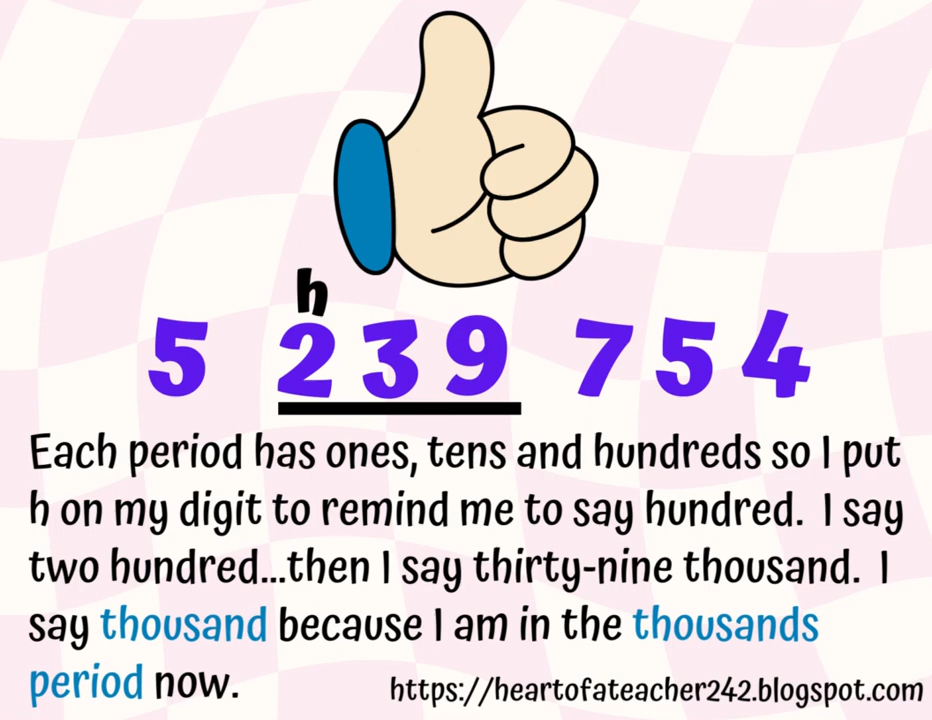 h
5 239 754
Each period has ones, tens and hundreds so I put
h on my digit to remind me to say hundred. I say
two hundred...then I say thirty-nine thousand. I
say thousand because I am in the thousands
period now.
https://heartofateacher242.blogspot.com